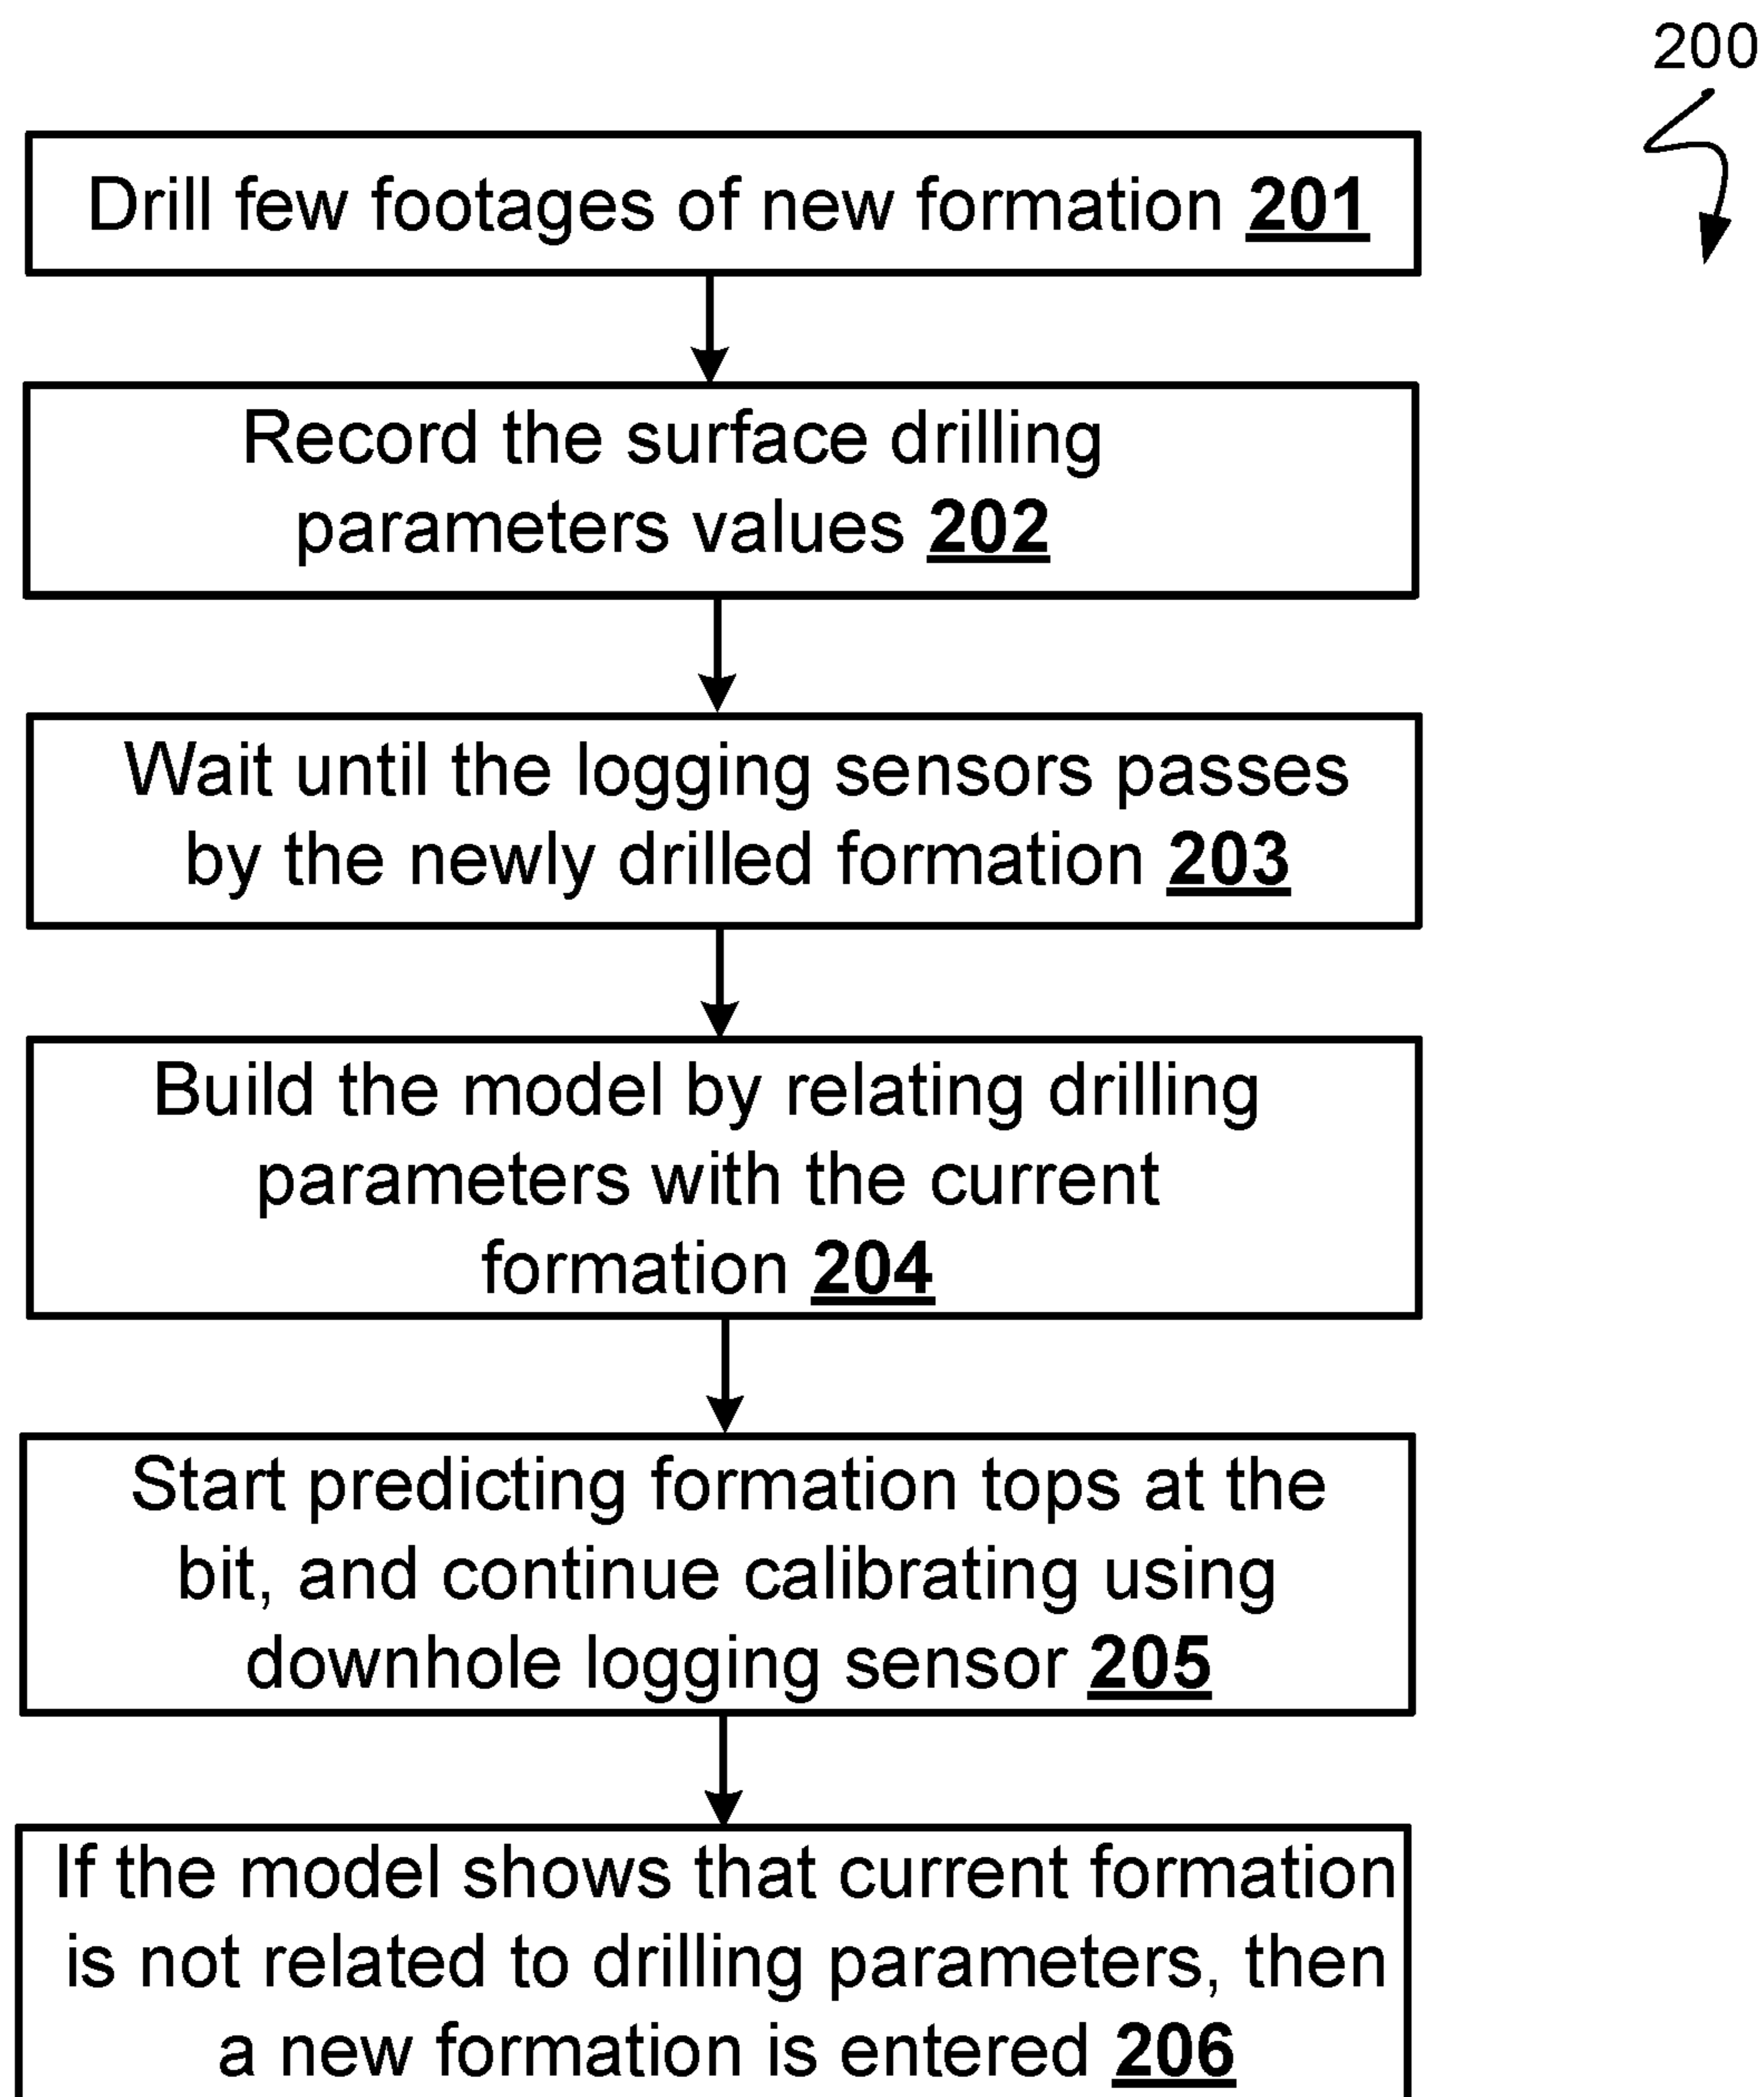 200
Drill few footages of new formation 201
Record the surface drilling
parameters values 202
Wait until the logging sensors passes
by the newly drilled formation 203
Build the model by relating drilling
parameters with the current
formation 204
Start predicting formation tops at the
bit, and continue calibrating using
downhole logging sensor 205
If the model shows that current formation
is not related to drilling parameters, then
a new formation is entered 206